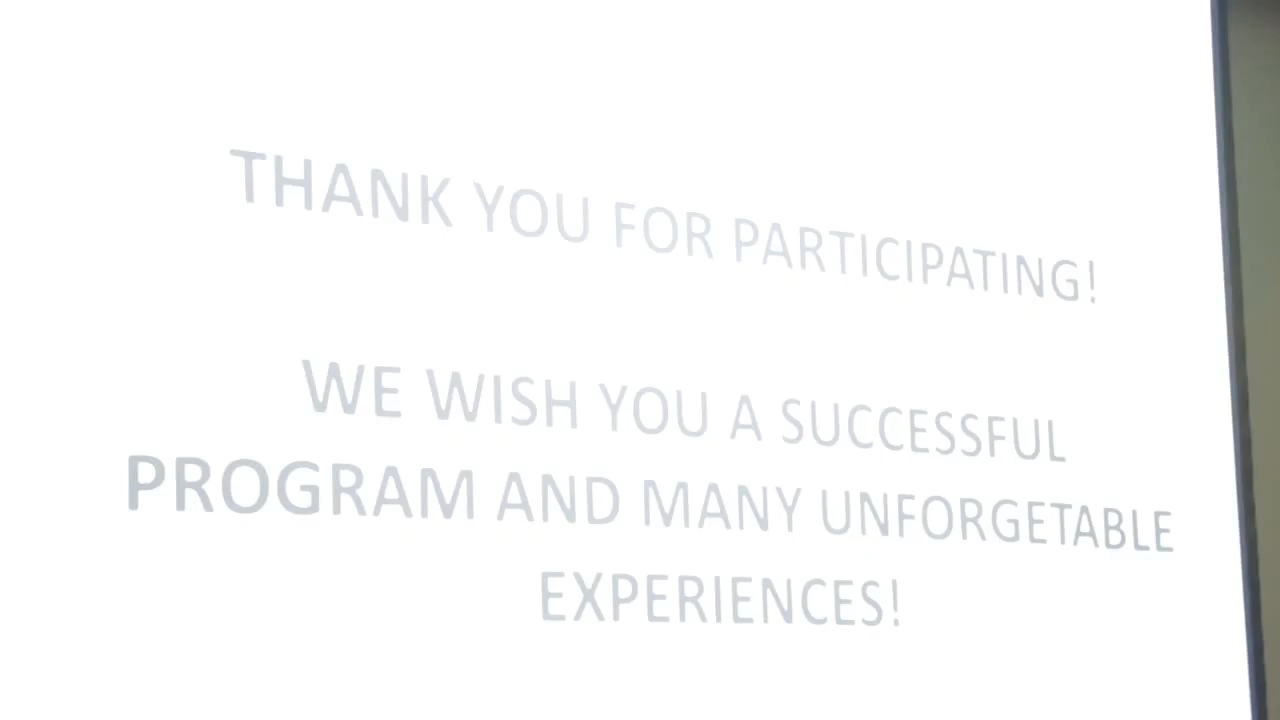 THANK YOU FOR PARTICIPATING!
WE WISH YOU A SUCCESSFUL
PROGRAM AND MANY UNFORGETABLE
EXPERIENCES!